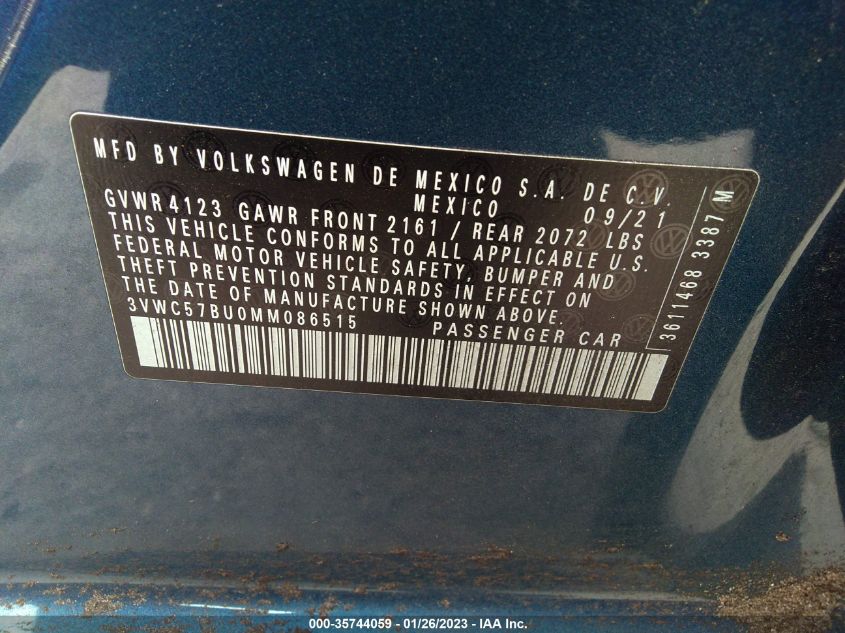 MFD BY VOLKSWAGEN DE MEXICO S.A. DE C.V.
MEXICO 09/21
GVWR 4123 GAWR FRONT 2161 / REAR 2072 LBS
THIS VEHICLE CONFORMS TO ALL APPLICABLE U.S.
FEDERAL MOTOR VEHICLE SAFETY, BUMPER AND
THEFT PREVENTION STANDARDS IN EFFECT ON
THE DATE OF MANUFACTURE SHOWN ABOVE.
3VWC57BU0MM086515 PASSENGER CAR
3611468 3387 M
000-35744059 - 01/26/2023 - IAA Inc.